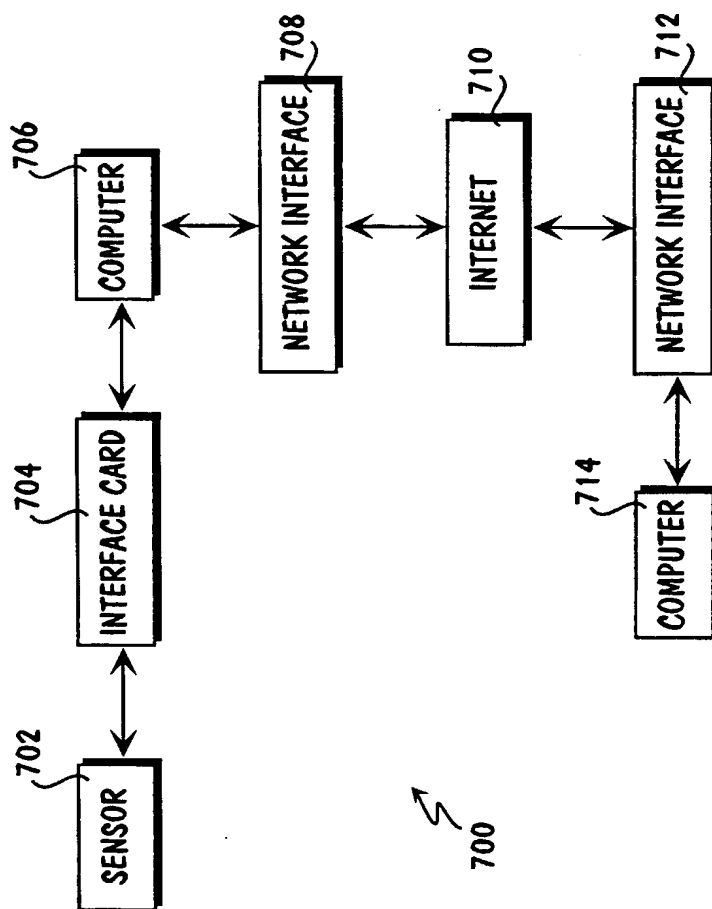 702
SENSOR
704
INTERFACE CARD
706
COMPUTER
708
NETWORK INTERFACE
710
INTERNET
712
NETWORK INTERFACE
714
COMPUTER
700